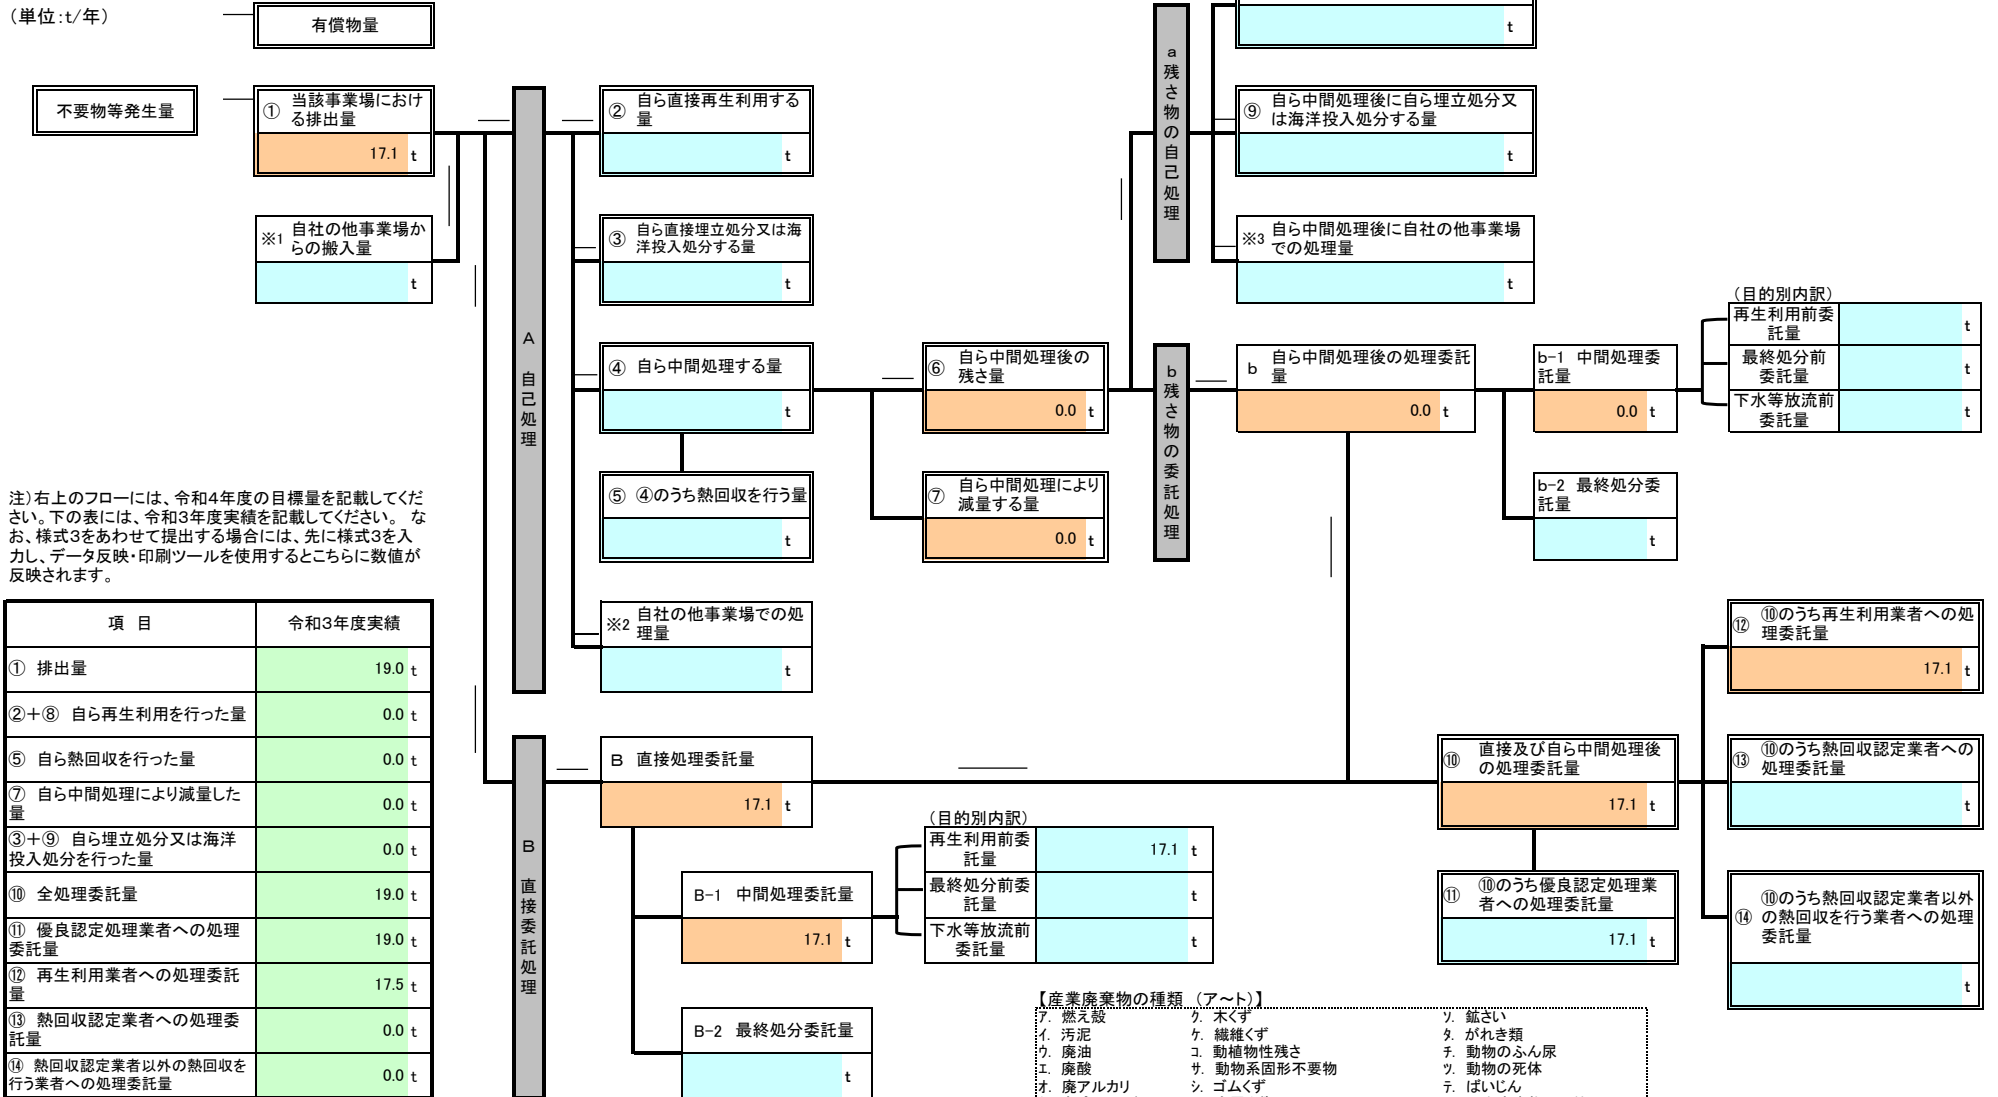 （単位：t/年）
有償物量
t
不要物等発生量
① 当該事業場におけ
る排出量
17.1 t
※1 自社の他事業場か
らの搬入量
t
A 自己処理
② 自ら直接再生利用する
量
t
③ 自ら直接埋立処分又は海
洋投入処分する量
t
④ 自ら中間処理する量
t
⑤ ④のうち熱回収を行う量
t
※2 自社の他事業場での処
理量
t
⑥ 自ら中間処理後の
残さ量
0.0 t
⑦ 自ら中間処理により
減量する量
0.0 t
a 残さ物の自己処理
⑨ 自ら中間処理後に自ら埋立処分又
は海洋投入処分する量
t
※3 自ら中間処理後に自社の他事業場
での処理量
t
b 残さ物の委託処理
b 自ら中間処理後の処理委託
量
0.0 t
b-1 中間処理委
託量
0.0 t
b-2 最終処分委
託量
t
（目的別内訳）
再生利用前委
託量
t
最終処分前
委託量
t
下水等放流前
委託量
t
注）右上のフローには、令和4年度の目標量を記載してくだ
さい。下の表には、令和3年度実績を記載してください。 な
お、様式3をあわせて提出する場合には、先に様式3を入
力し、データ反映・印刷ツールを使用するとこちらに数値が
反映されます。
項 目 令和3年度実績
① 排出量 19.0 t
②＋⑧ 自ら再生利用を行った量 0.0 t
⑤ 自ら熱回収を行った量 0.0 t
⑦ 自ら中間処理により減量した
量 0.0 t
③＋⑨ 自ら埋立処分又は海洋
投入処分を行った量 0.0 t
⑩ 全処理委託量 19.0 t
⑪ 優良認定処理業者への処理
委託量 19.0 t
⑫ 再生利用業者への処理委託
量 17.5 t
⑬ 熱回収認定業者への処理委
託量 0.0 t
⑭ 熱回収認定業者以外の熱回収を
行う業者への処理委託量 0.0 t
B 直接委託処理
B 直接処理委託量
17.1 t
B-1 中間処理委託量
17.1 t
B-2 最終処分委託量
t
（目的別内訳）
再生利用前委
託量
17.1 t
最終処分前委
託量
t
下水等放流前
委託量
t
⑩ 直接及び自ら中間処理後
の処理委託量
17.1 t
⑪ ⑩のうち優良認定処理業
者への処理委託量
17.1 t
⑫ ⑩のうち再生利用業者への処
理委託量
17.1 t
⑬ ⑩のうち熱回収認定業者への
処理委託量
t
⑭ ⑩のうち熱回収認定業者以外
の熱回収を行う業者への処理
委託量
t
【産業廃棄物の種類 （ア～ト）】
ア. 燃え殻 ク. 木くず ソ. 鉱さい
イ. 汚泥 ケ. 繊維くず タ. がれき類
ウ. 廃油 コ. 動植物性残さ チ. 動物のふん尿
エ. 廃酸 サ. 動物系固形不要物 ツ. 動物の死体
オ. 廃アルカリ シ. ゴムくず テ. ばいじん